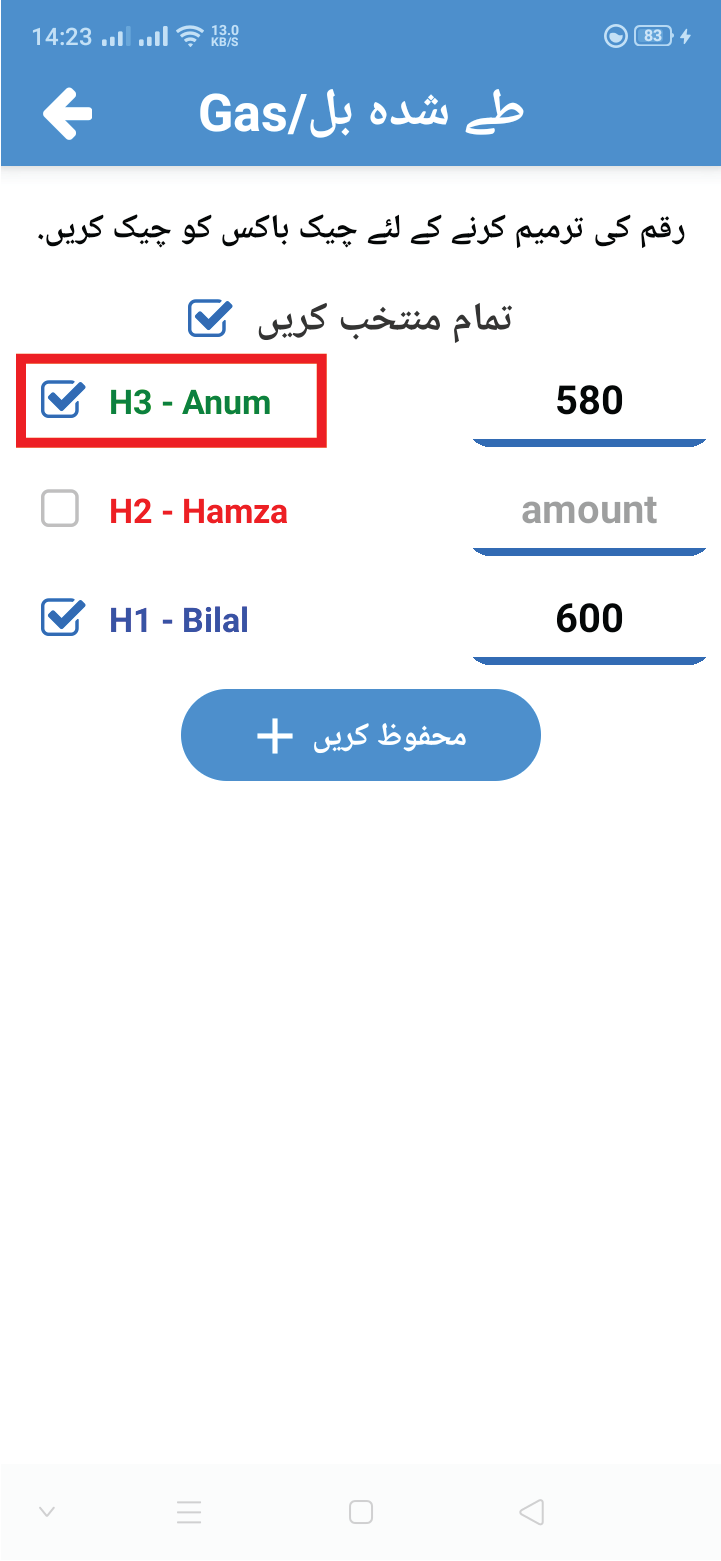 14:23 13.0 KB/S 83
طے شدہ بل/Gas
رقم کی ترمیم کرنے کے لئے چیک باکس کو چیک کریں.
تمام منتخب کریں
H3 - Anum 580
H2 - Hamza amount
H1 - Bilal 600
محفوظ کریں